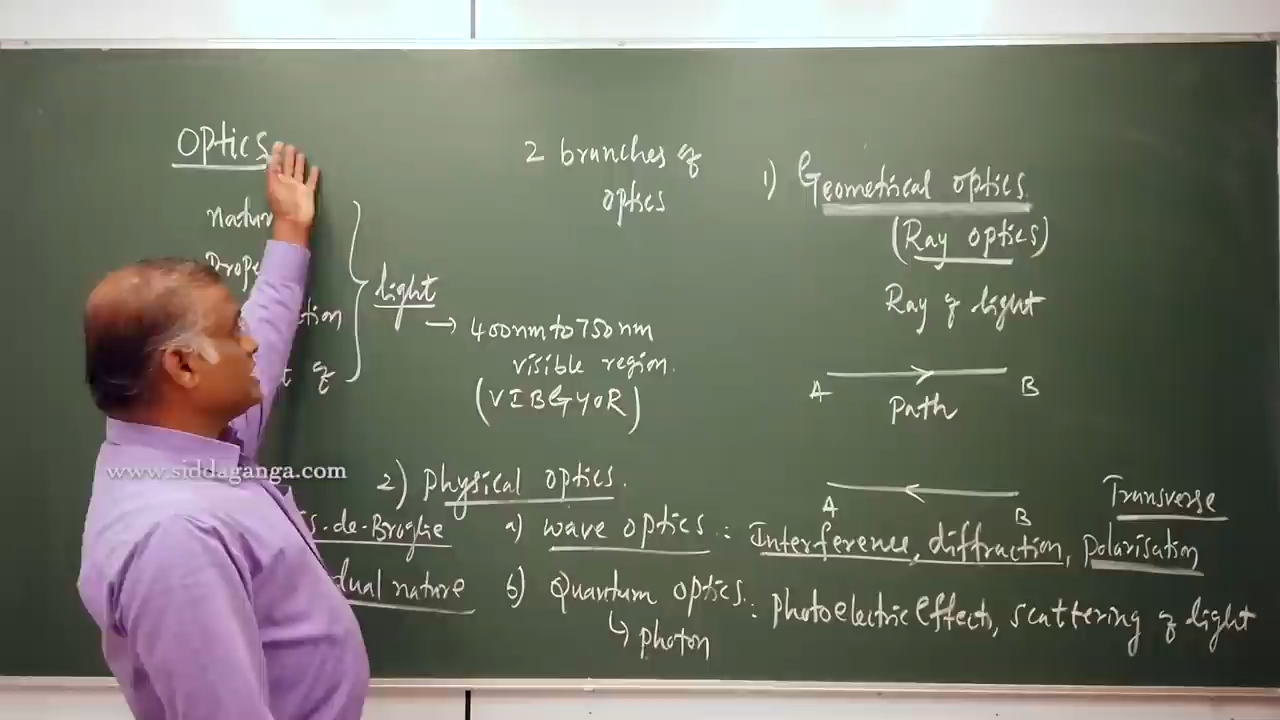 Optics
light
→ 400nm to 750nm
visible region.
(VIBGYOR)
2 branches of
optics
1) Geometrical optics
(Ray optics)
Ray of light
A B
Path
A B
2) Physical optics.
de-Broglie
dual nature
a) wave optics : Interference, diffraction, polarisation
Transverse
b) Quantum optics. : Photoelectric Effect, scattering of light
↳ photon
www.siddaganga.com